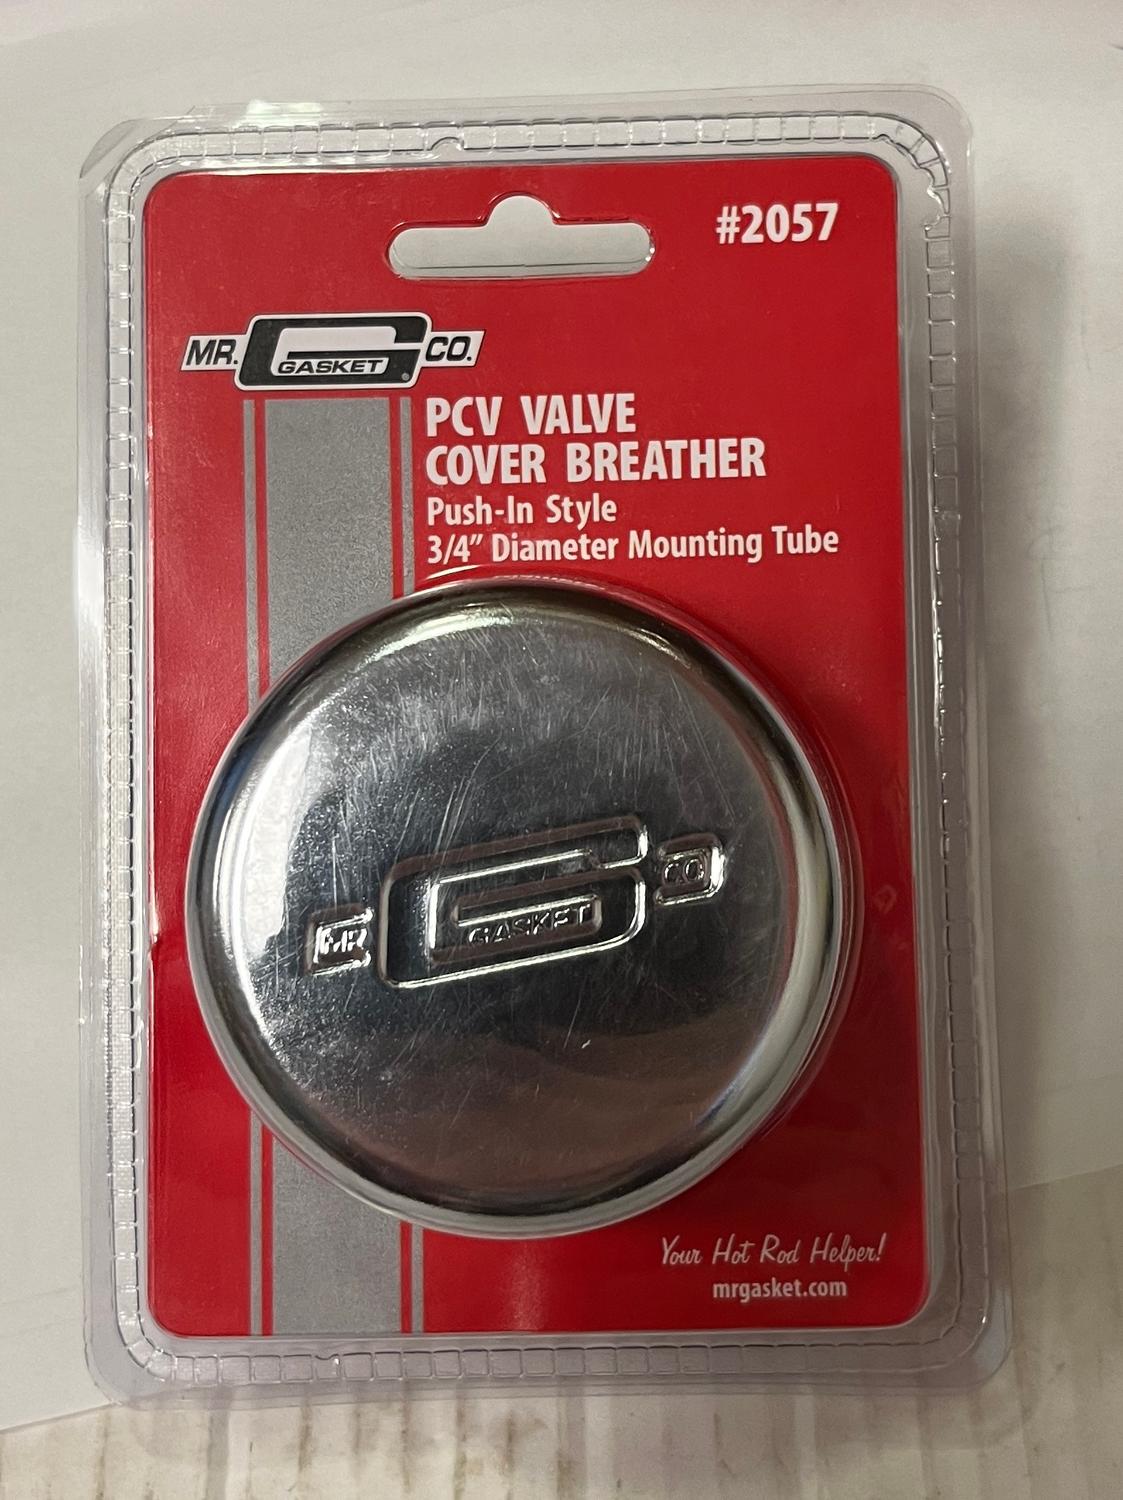 #2057
MR. GASKET CO.
PCV VALVE
COVER BREATHER
Push-In Style
3/4" Diameter Mounting Tube
MR GASKET CO
Your Hot Rod Helper!
mrgasket.com